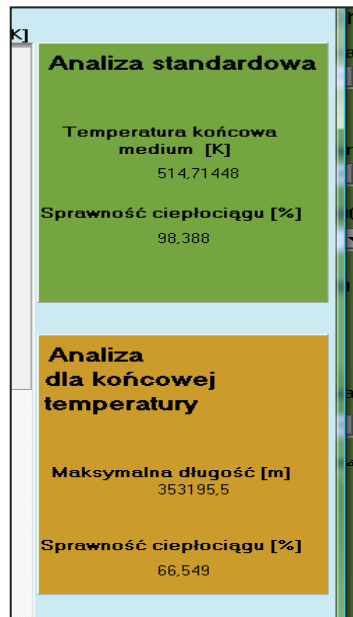 K]
Analiza standardowa
Temperatura końcowa
medium [K]
514,71448
Sprawność ciepłociągu [%]
98,388
Analiza
dla końcowej
temperatury
Maksymalna długość [m]
353195,5
Sprawność ciepłociągu [%]
66,549